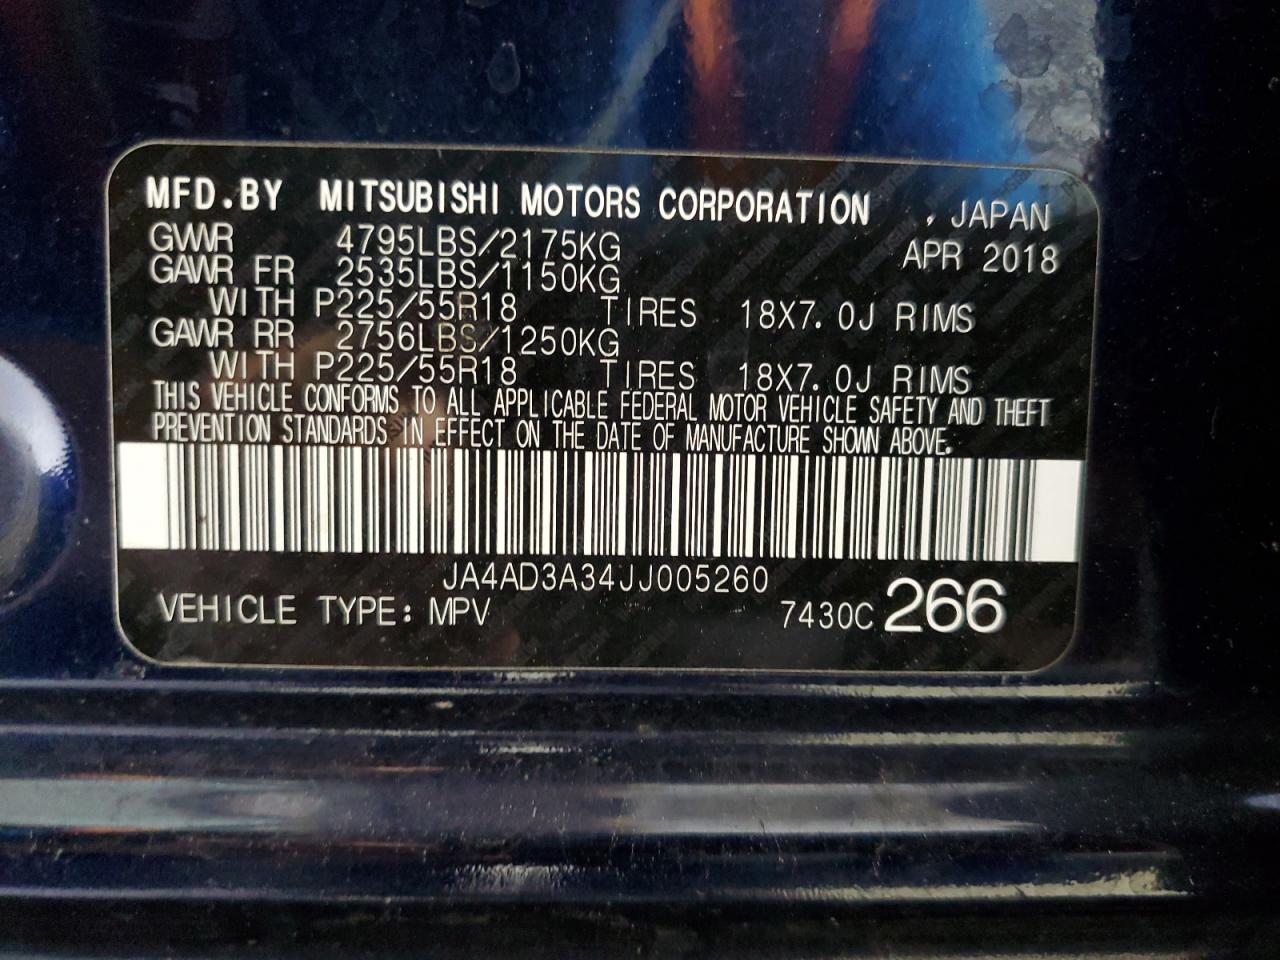 MFD.BY MITSUBISHI MOTORS CORPORATION , JAPAN
GVWR 4795LBS/2175KG APR 2018
GAWR FR 2535LBS/1150KG
WITH P225/55R18 TIRES 18X7.0J RIMS
GAWR RR 2756LBS/1250KG
WITH P225/55R18 TIRES 18X7.0J RIMS
THIS VEHICLE CONFORMS TO ALL APPLICABLE FEDERAL MOTOR VEHICLE SAFETY AND THEFT
PREVENTION STANDARDS IN EFFECT ON THE DATE OF MANUFACTURE SHOWN ABOVE.
JA4AD3A34JJ005260
VEHICLE TYPE: MPV 7430C 266